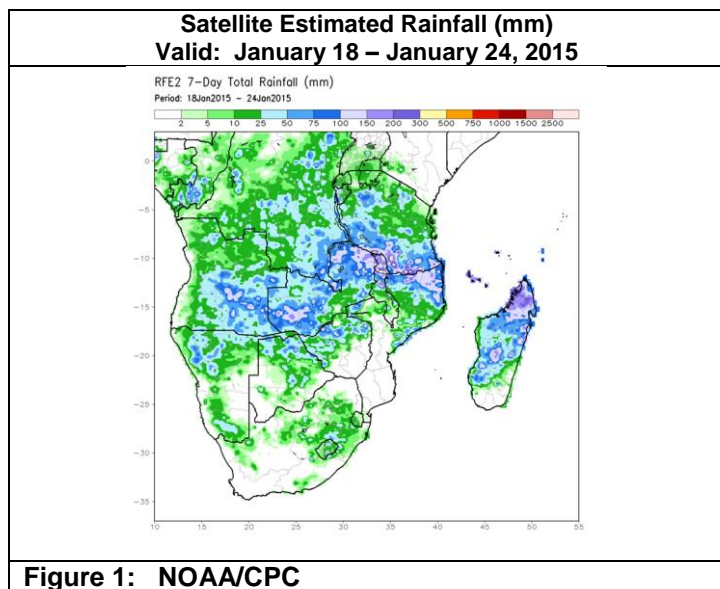 Satellite Estimated Rainfall (mm)
Valid: January 18 – January 24, 2015
RFE2 7-Day Total Rainfall (mm)
Period: 18Jan2015 – 24Jan2015
2 5 10 25 50 75 100 150 200 300 500 750 1000 1500 2500
0
-5
-10
-15
-20
-25
-30
-35
10 15 20 25 30 35 40 45 50 55
Figure 1: NOAA/CPC